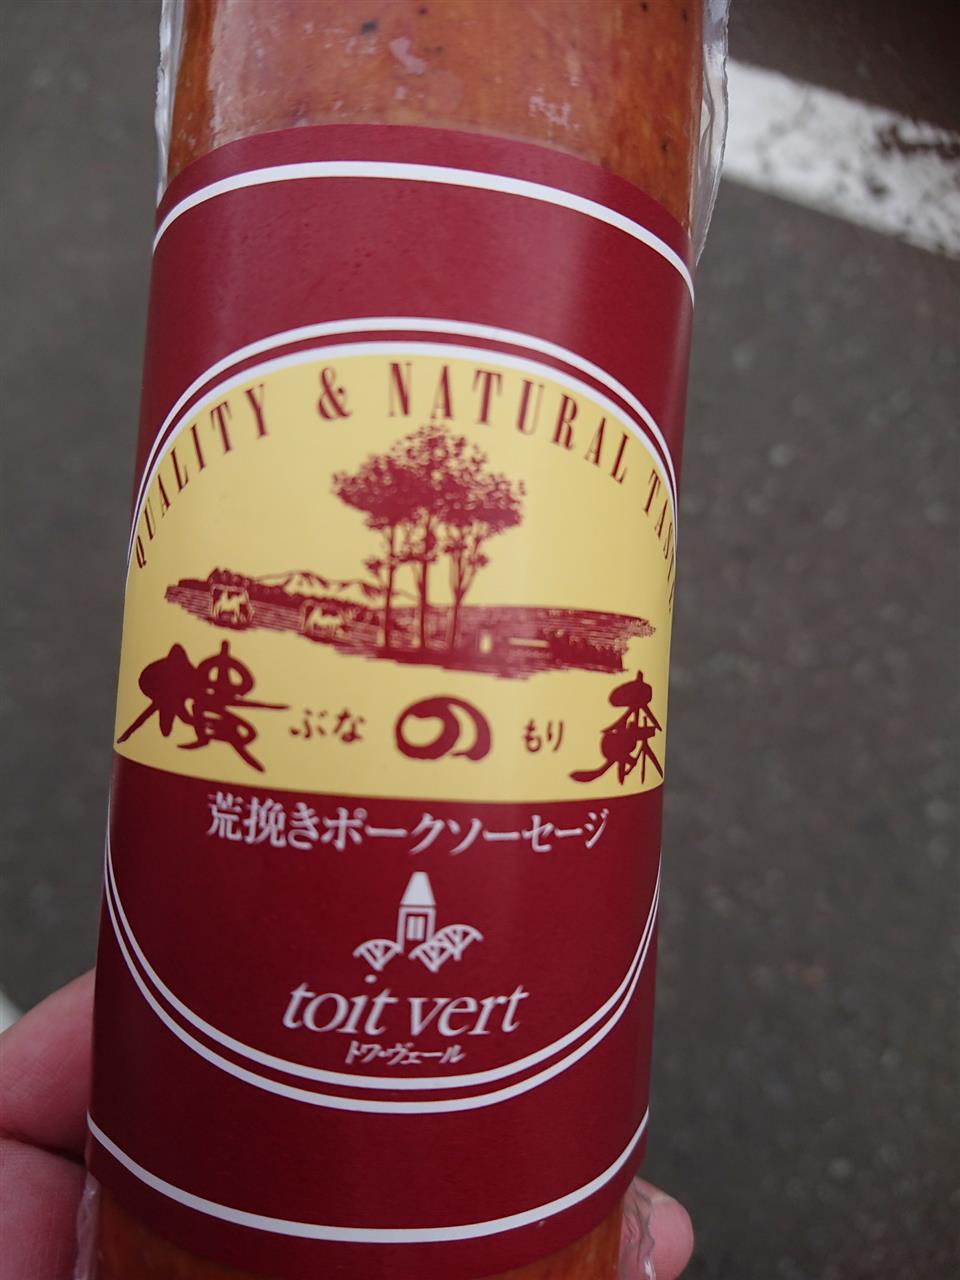 QUALITY & NATURAL TASTE
樻 ぶな の もり 森
荒挽きポークソーセージ
toit vert
トワ・ヴェール